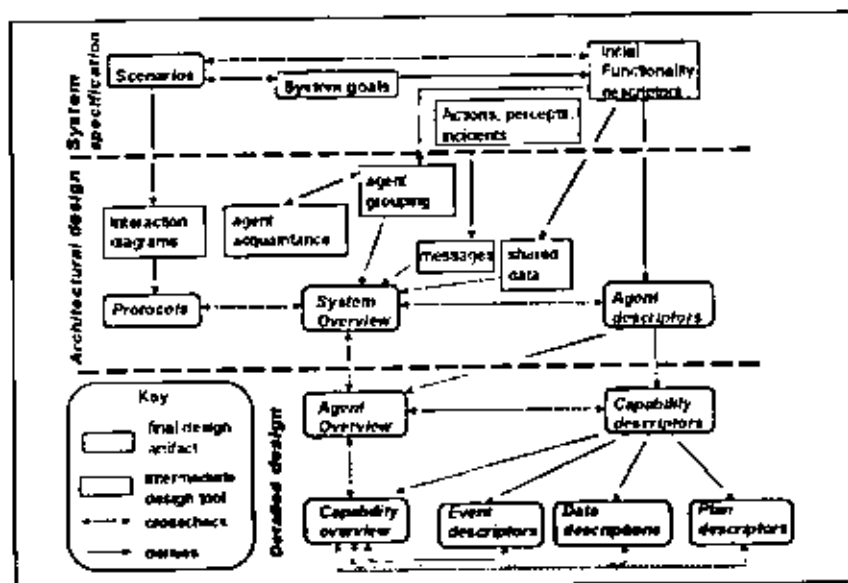 System
specification
Scenarios
System goals
Initial
Functionality
descriptors
Actions, percepts,
incidents
Architectural design
Interaction
diagrams
agent
acquaintance
agent
grouping
messages
shared
data
Protocols
System
Overview
Agent
descriptors
Key
final design
artifact
intermediate
design tool
crosscheck
derives
Detailed design
Agent
Overview
Capability
descriptors
Capability
overview
Event
descriptors
Data
descriptions
Plan
descriptors